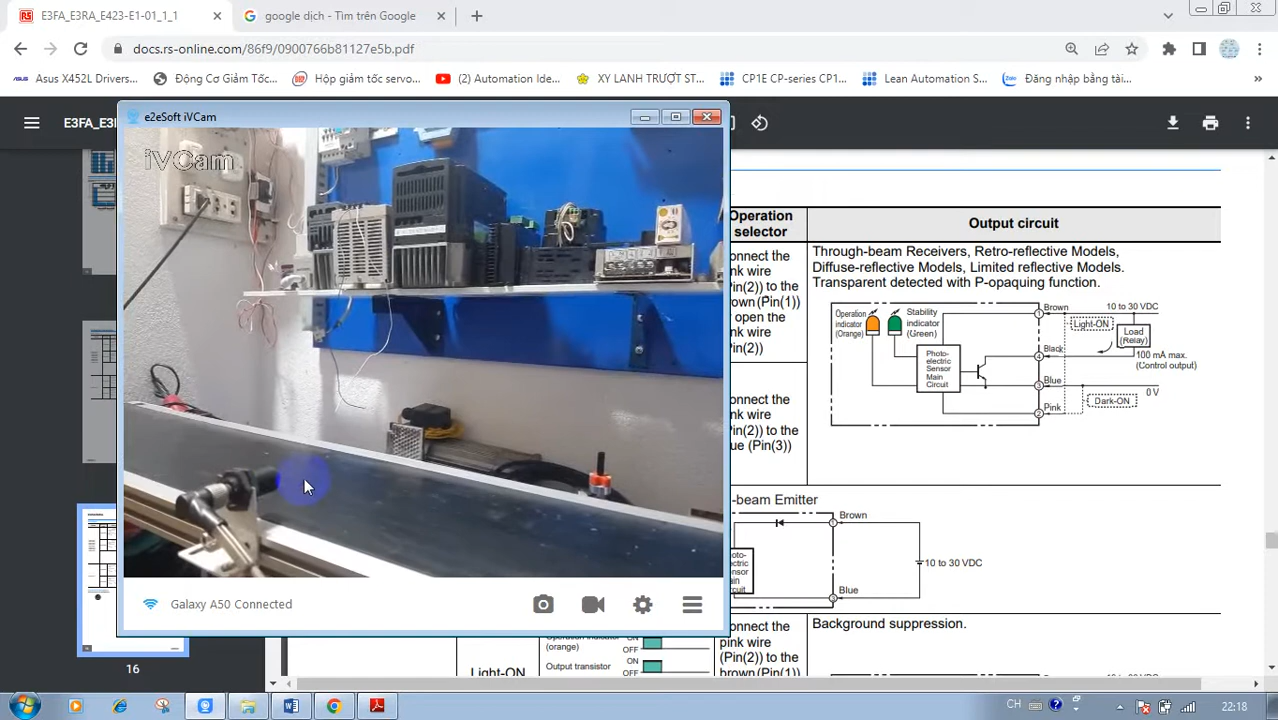 E3FA_E3RA_E423-E1-01_1_1
google dịch - Tìm trên Google
docs.rs-online.com/86f9/0900766b81127e5b.pdf
Asus X452L Drivers...
Động Cơ Giảm Tốc...
Hộp giảm tốc servo...
(2) Automation Ide...
XY LANH TRƯỢT ST...
CP1E CP-series CP1...
Lean Automation S...
Đăng nhập bằng tài...
»
E3FA_E3
e2eSoft iVCam
iVCam
Galaxy A50 Connected
16
Operation
selector
Output circuit
onnect the
nk wire
Pin(2)) to the
rown (Pin(1))
open the
nk wire
Pin(2))
onnect the
nk wire
Pin(2)) to the
ue (Pin(3))
Through-beam Receivers, Retro-reflective Models,
Diffuse-reflective Models, Limited reflective Models.
Transparent detected with P-opaquing function.
Operation
indicator
(Orange)
Stability
indicator
(Green)
Photo-
electric
Sensor
Main
Circuit
Brown
10 to 30 VDC
Light-ON
Load
(Relay)
Black
100 mA max.
(Control output)
Blue
0 V
Dark-ON
Pink
1
4
3
2
-beam Emitter
Brown
10 to 30 VDC
Blue
Background suppression.
Light-ON
Operation indicator
(orange)
ON
OFF
Output transistor
ON
OFF
onnect the
pink wire
(Pin(2)) to the
brown (Pin(1))
CH
22:18